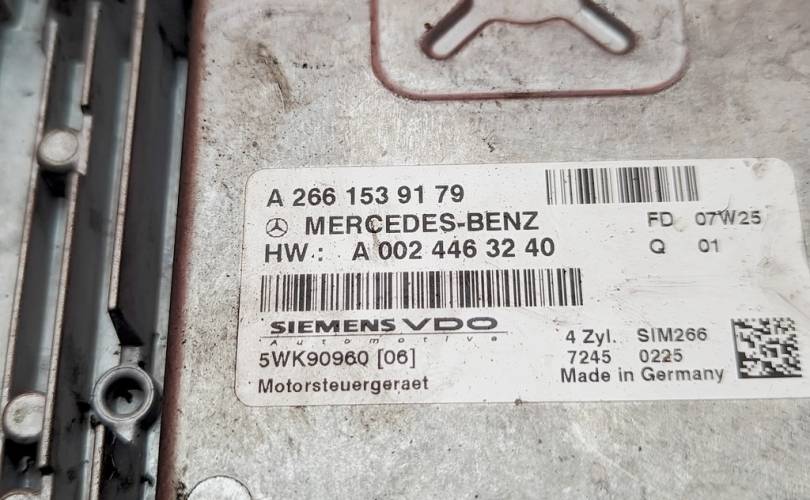 A 266 153 91 79
MERCEDES-BENZ
FD 07W25
HW.: A 002 446 32 40
Q 01
SIEMENS VDO
Automotive
4 Zyl. SIM266
5WK90960 [06]
7245 0225
Motorsteuergeraet
Made in Germany